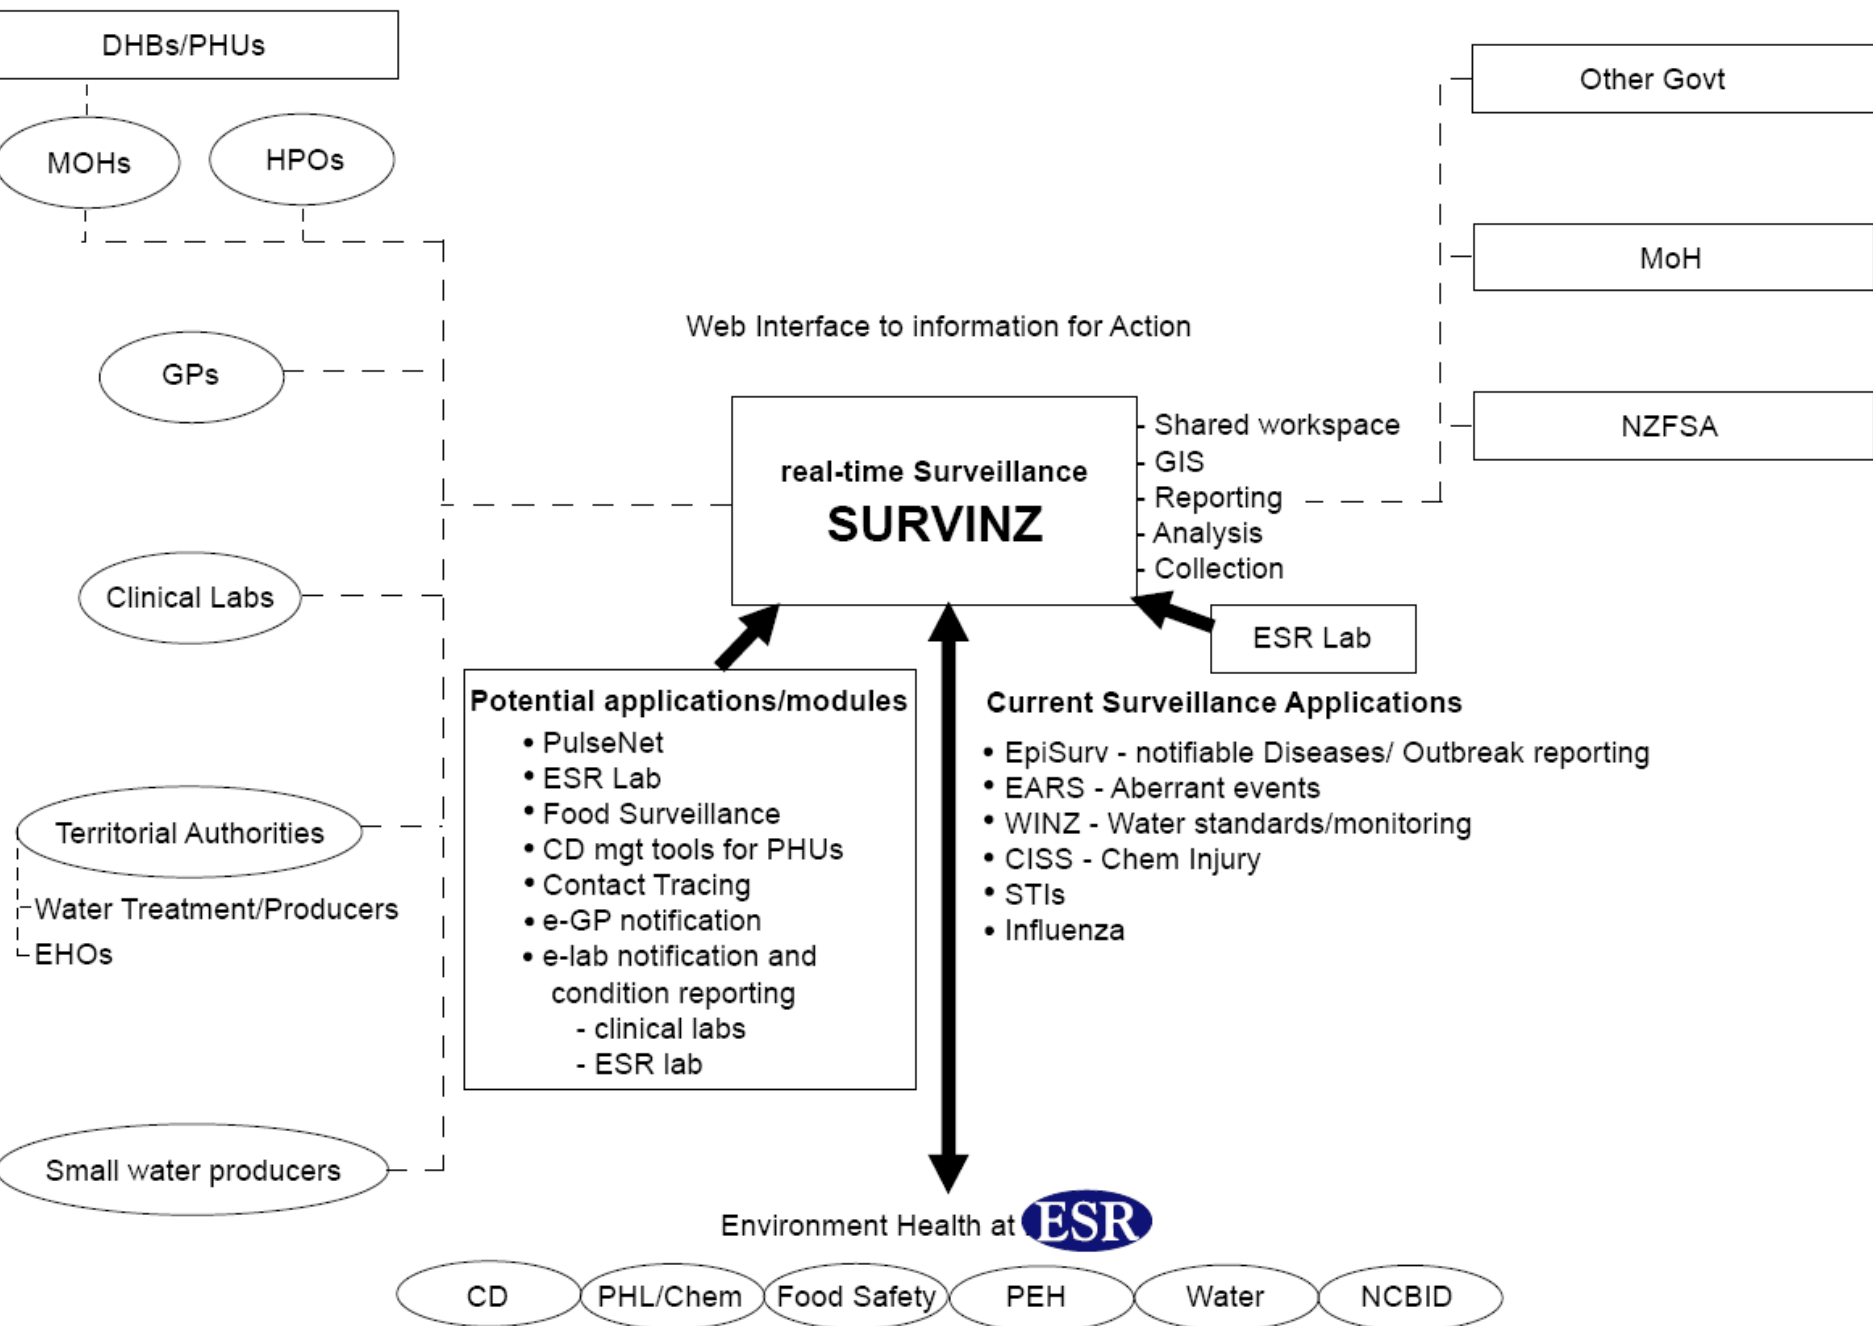 DHBs/PHUs
MOHs
HPOs
GPs
Clinical Labs
Territorial Authorities
Water Treatment/Producers
EHOs
Small water producers
Web Interface to information for Action
real-time Surveillance
SURVINZ
- Shared workspace
- GIS
- Reporting
- Analysis
- Collection
Other Govt
MoH
NZFSA
ESR Lab
Potential applications/modules
• PulseNet
• ESR Lab
• Food Surveillance
• CD mgt tools for PHUs
• Contact Tracing
• e-GP notification
• e-lab notification and
condition reporting
- clinical labs
- ESR lab
Current Surveillance Applications
• EpiSurv - notifiable Diseases/ Outbreak reporting
• EARS - Aberrant events
• WINZ - Water standards/monitoring
• CISS - Chem Injury
• STIs
• Influenza
Environment Health at ESR
CD
PHL/Chem
Food Safety
PEH
Water
NCBID